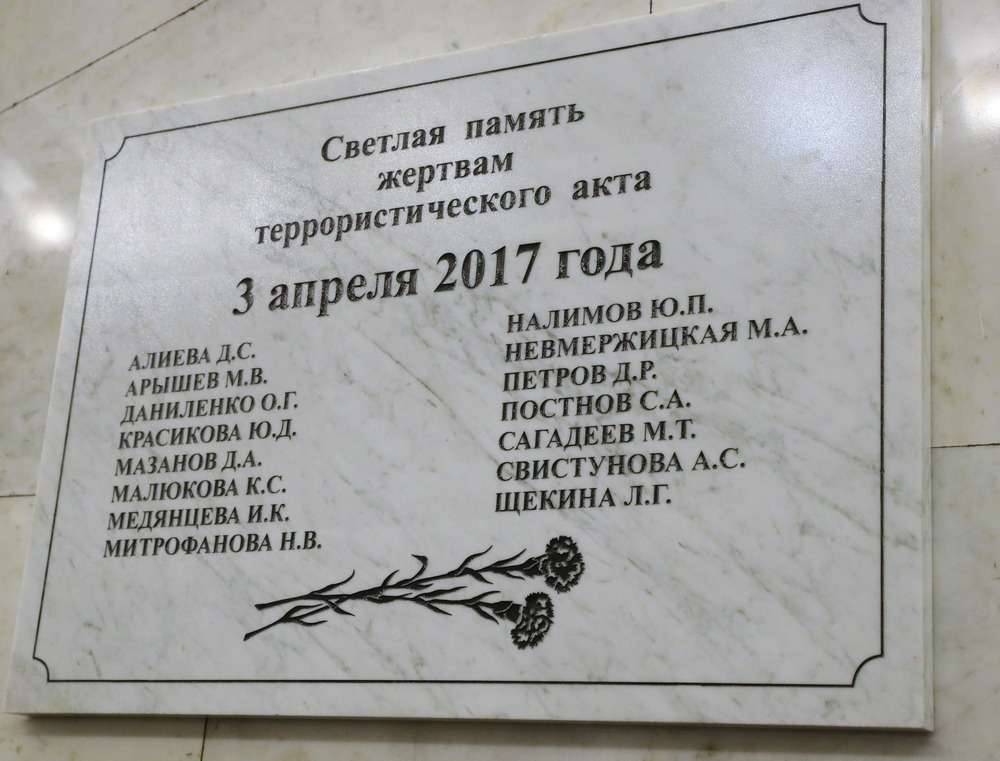 Светлая память
жертвам
террористического акта
3 апреля 2017 года
АЛИЕВА Д.С.
АРЫШЕВ М.В.
ДАНИЛЕНКО О.Г.
КРАСИКОВА Ю.Д.
МАЗАНОВ Д.А.
МАЛЮКОВА К.С.
МЕДЯНЦЕВА И.К.
МИТРОФАНОВА Н.В.
НАЛИМОВ Ю.П.
НЕВМЕРЖИЦКАЯ М.А.
ПЕТРОВ Д.Р.
ПОСТНОВ С.А.
САГАДЕЕВ М.Т.
СВИСТУНОВА А.С.
ЩЕКИНА Л.Г.